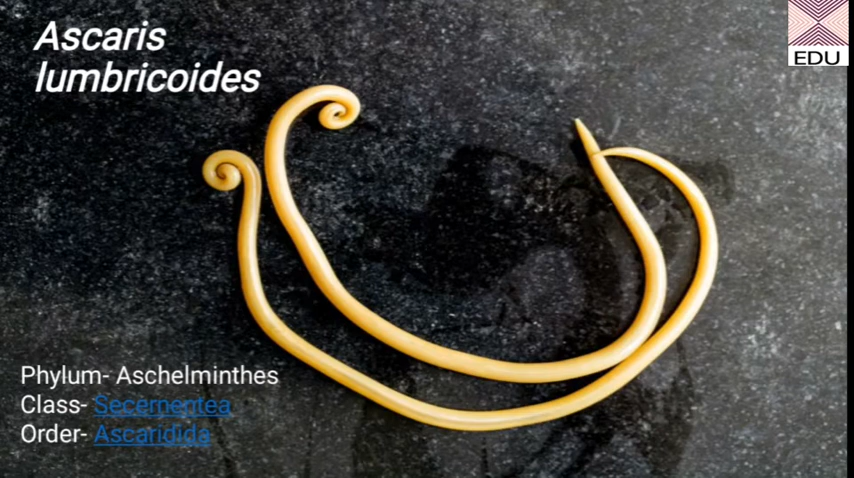 Ascaris
lumbricoides
EDU
Phylum- Aschelminthes
Class- Secernentea
Order- Ascaridida